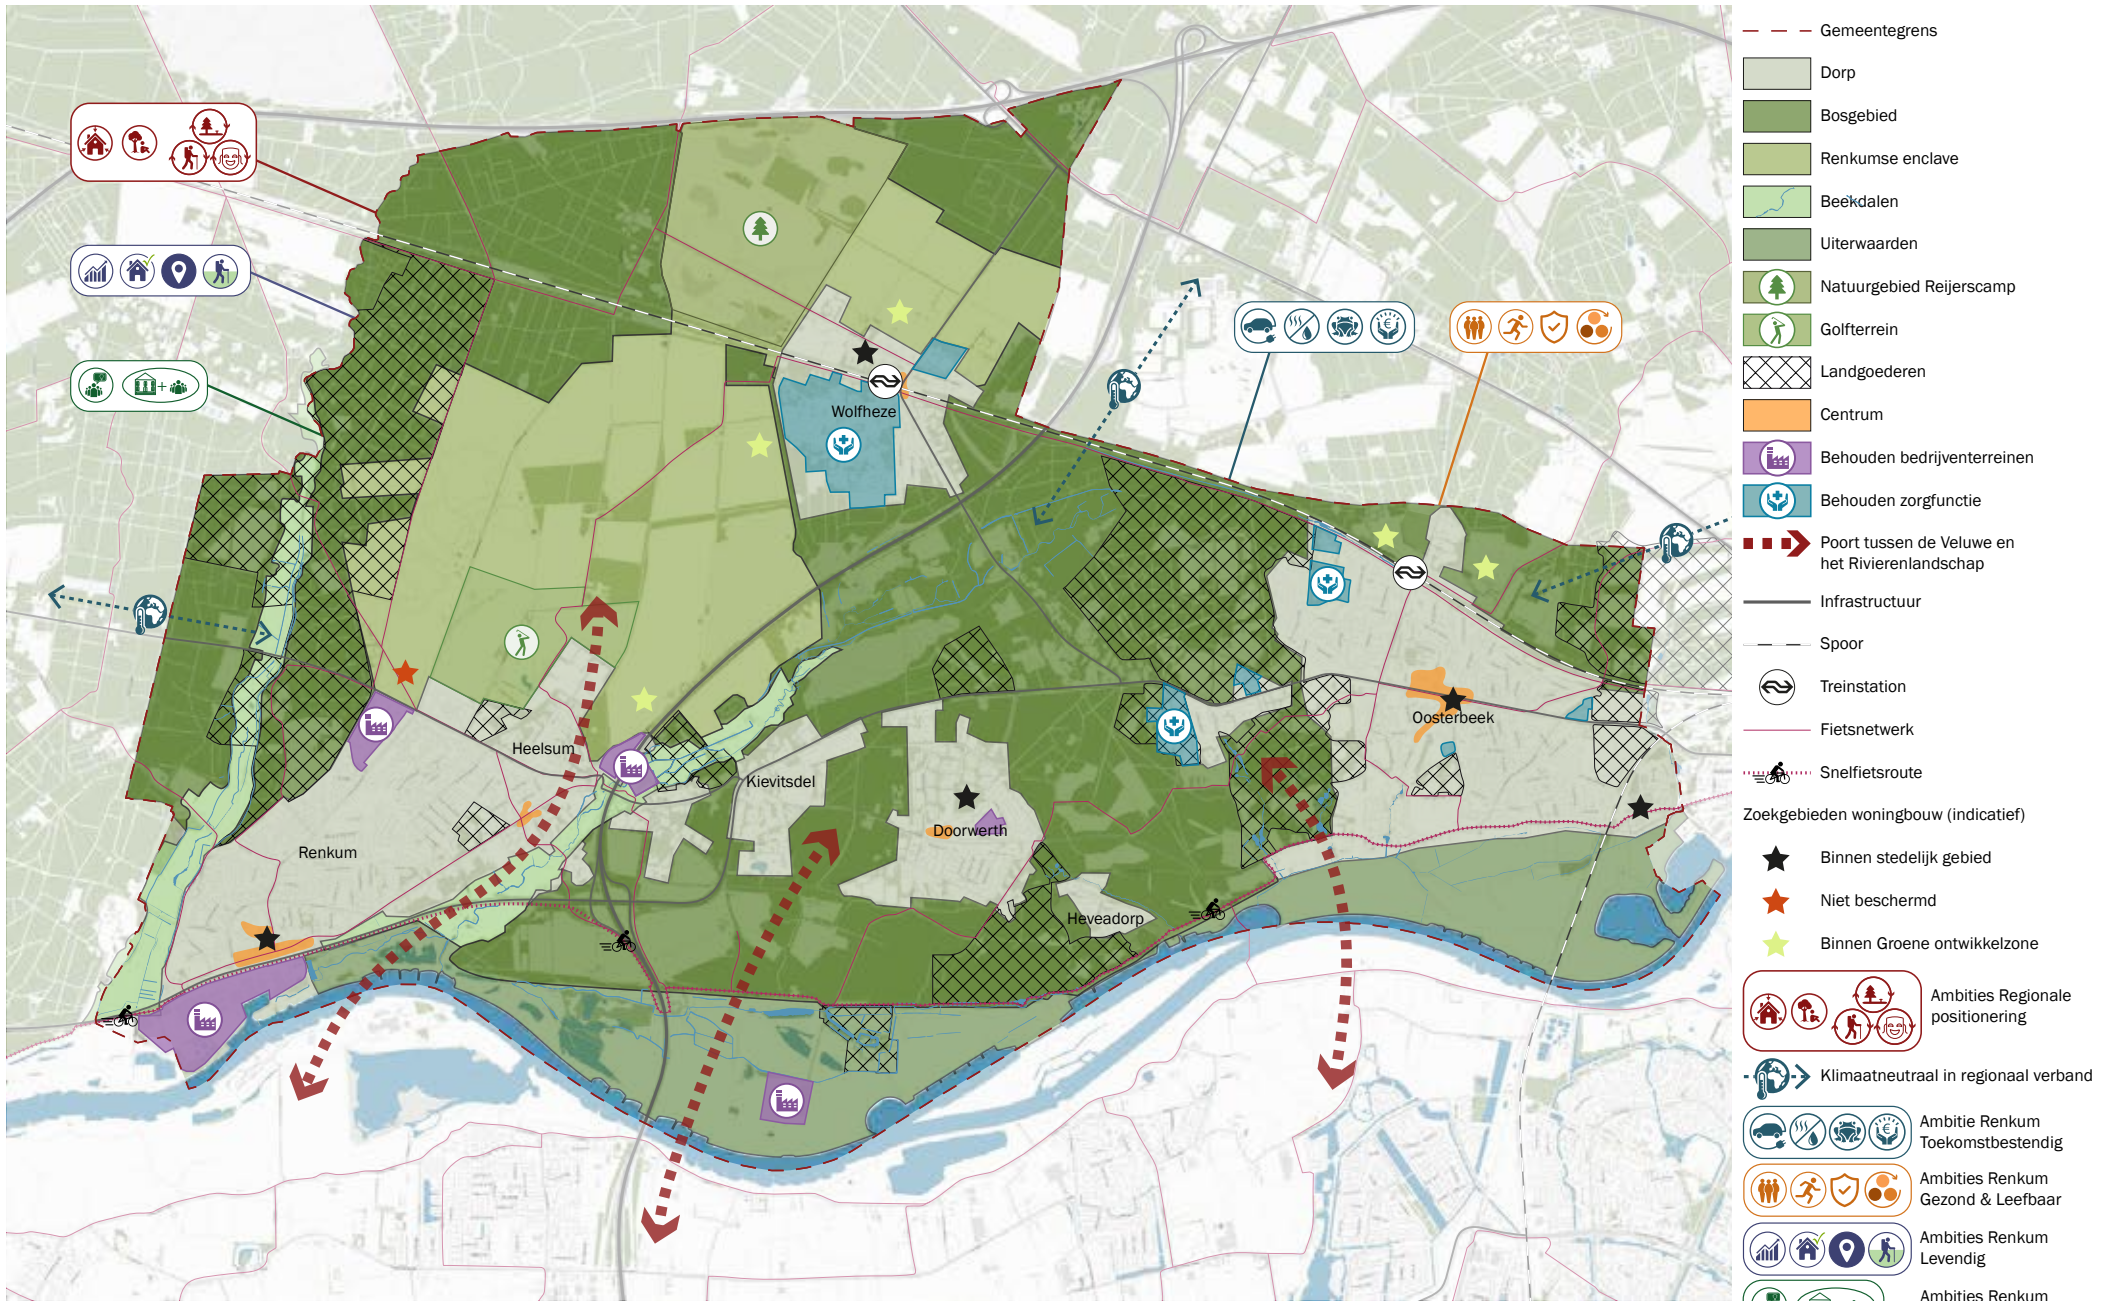 Wolfheze
Heelsum
Kievitsdel
Doorwerth
Renkum
Heveadorp
Oosterbeek
Gemeentegrens
Dorp
Bosgebied
Renkumse enclave
Beekdalen
Uiterwaarden
Natuurgebied Reijerscamp
Golfterrein
Landgoederen
Centrum
Behouden bedrijventerreinen
Behouden zorgfunctie
Poort tussen de Veluwe en
het Rivierenlandschap
Infrastructuur
Spoor
Treinstation
Fietsnetwerk
Snelfietsroute
Zoekgebieden woningbouw (indicatief)
Binnen stedelijk gebied
Niet beschermd
Binnen Groene ontwikkelzone
Ambities Regionale
positionering
Klimaatneutraal in regionaal verband
Ambitie Renkum
Toekomstbestendig
Ambities Renkum
Gezond & Leefbaar
Ambities Renkum
Levendig
Ambities Renkum